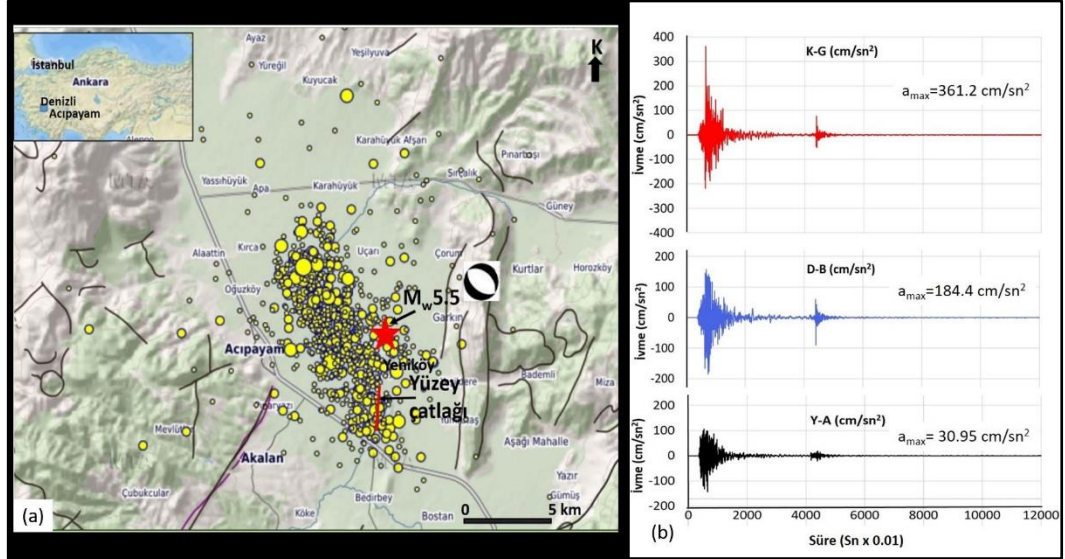 İstanbul
Ankara
Denizli
Acıpayam
Ayaz
Yeşilyuva
Yüreğil
Kuyucak
K
Karahüyük Afşarı
Pınarbaşı
Sırçalık
Yassıhüyük
Apa
Karahüyük
Güney
Alaattin
Kırca
Uçarı
Çorum
Kurtlar
Horozköy
Oğuzköy
Mw5.5
Garkın
Acıpayam
Yeniköy
Yüzey
çatlağı
Bademli
Miza
Mevlüt
Akalan
Aşağı Mahalle
Çubukcular
Yazır
Gümüş
Bedirbey
Köke
Bostan
0
5 km
(a)
K-G (cm/sn²)
amax=361.2 cm/sn²
İvme (cm/sn²)
400
300
200
100
0
-100
-200
-300
-400
D-B (cm/sn²)
amax=184.4 cm/sn²
İvme (cm/sn²)
200
100
0
-100
200
Y-A (cm/sn²)
amax= 30.95 cm/sn²
İvme (cm/sn²)
200
100
0
-100
200
0
2000
4000
6000
8000
10000
12000
Süre (Sn x 0.01)
(b)